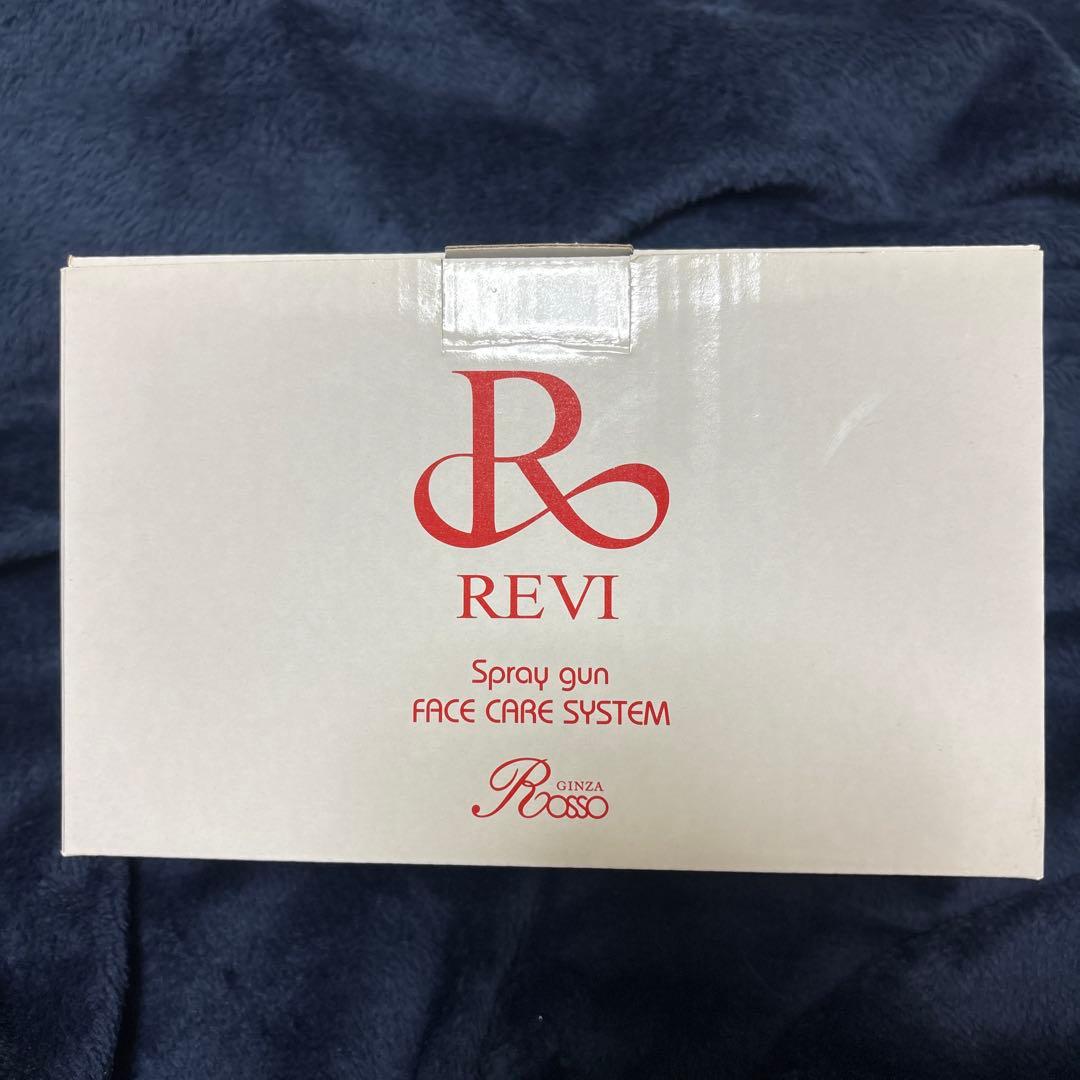 R
REVI
Spray gun
FACE CARE SYSTEM
GINZA
Rosso